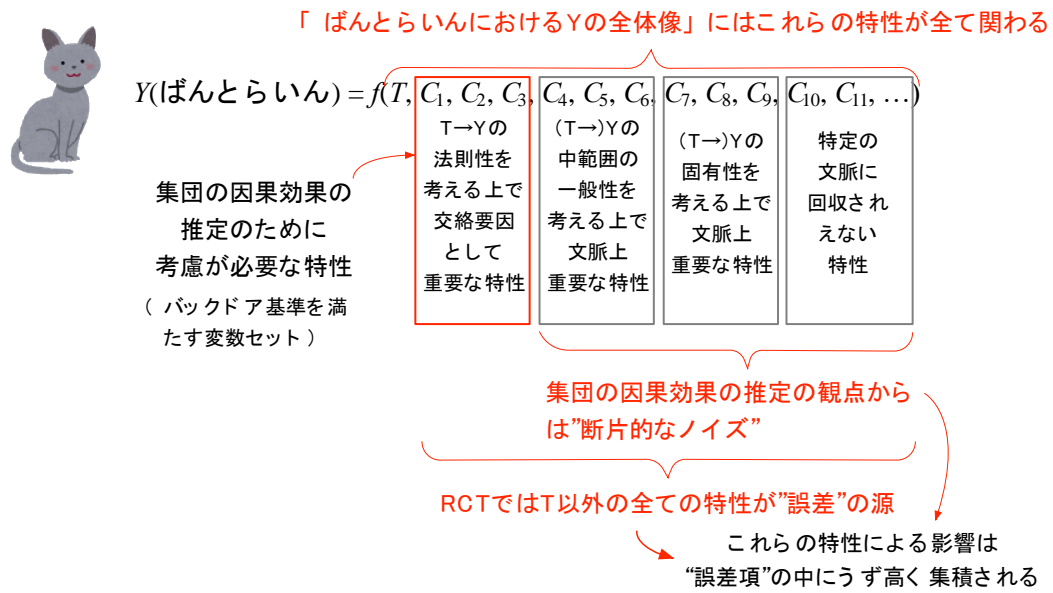 「ばんとらいんにおけるYの全体像」にはこれらの特性が全て関わる
Y(ばんとらいん) = f(T, C1, C2, C3, C4, C5, C6, C7, C8, C9, C10, C11, …)
T→Yの
法則性を
考える上で
交絡要因
として
重要な特性
(T→)Yの
中範囲の
一般性を
考える上で
文脈上
重要な特性
(T→)Yの
固有性を
考える上で
文脈上
重要な特性
特定の
文脈に
回収され
えない
特性
集団の因果効果の
推定のために
考慮が必要な特性
(バックドア基準を満
たす変数セット)
集団の因果効果の推定の観点から
は”断片的なノイズ”
RCTではT以外の全ての特性が”誤差”の源
これらの特性による影響は
“誤差項”の中にうず高く集積される